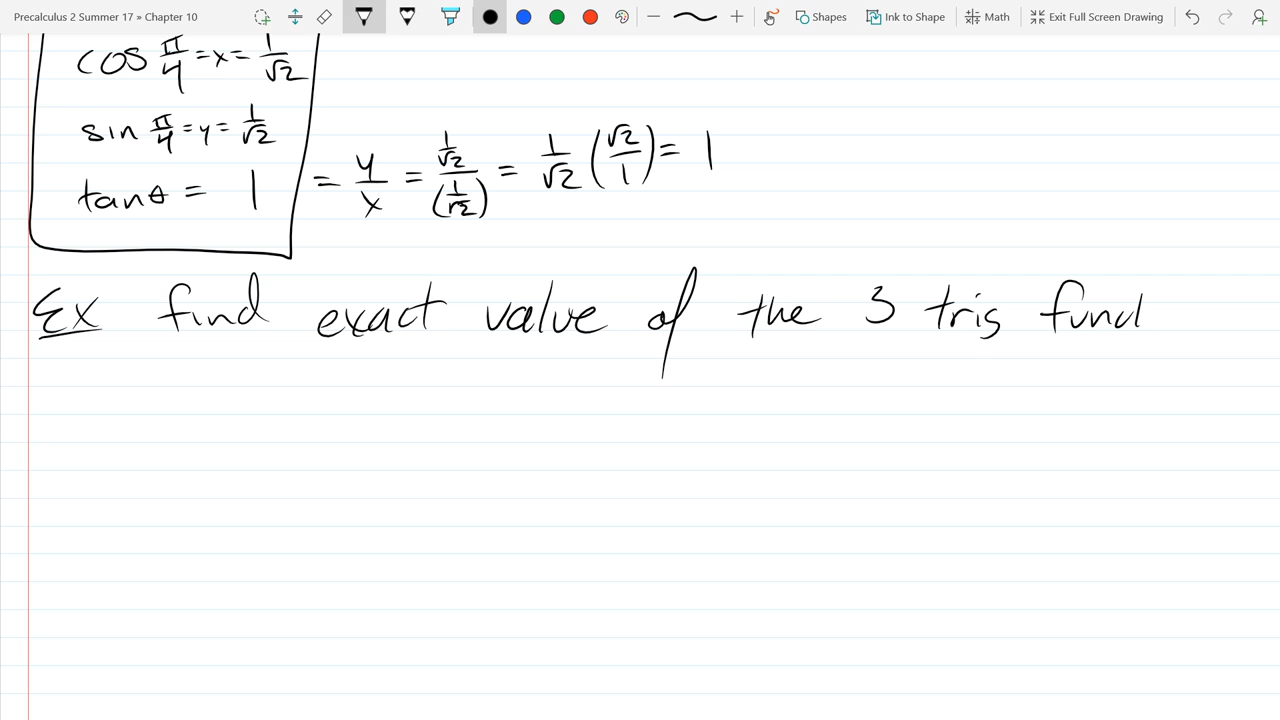 Precalculus 2 Summer 17 » Chapter 10 Shapes Ink to Shape Math Exit Full Screen Drawing
cos π/4 = x = 1/√2
sin π/4 = y = 1/√2
tanθ = 1 = y/x = (1/√2)/(1/√2) = 1/√2 (√2/1) = 1
Ex find exact value of the 3 trig fund